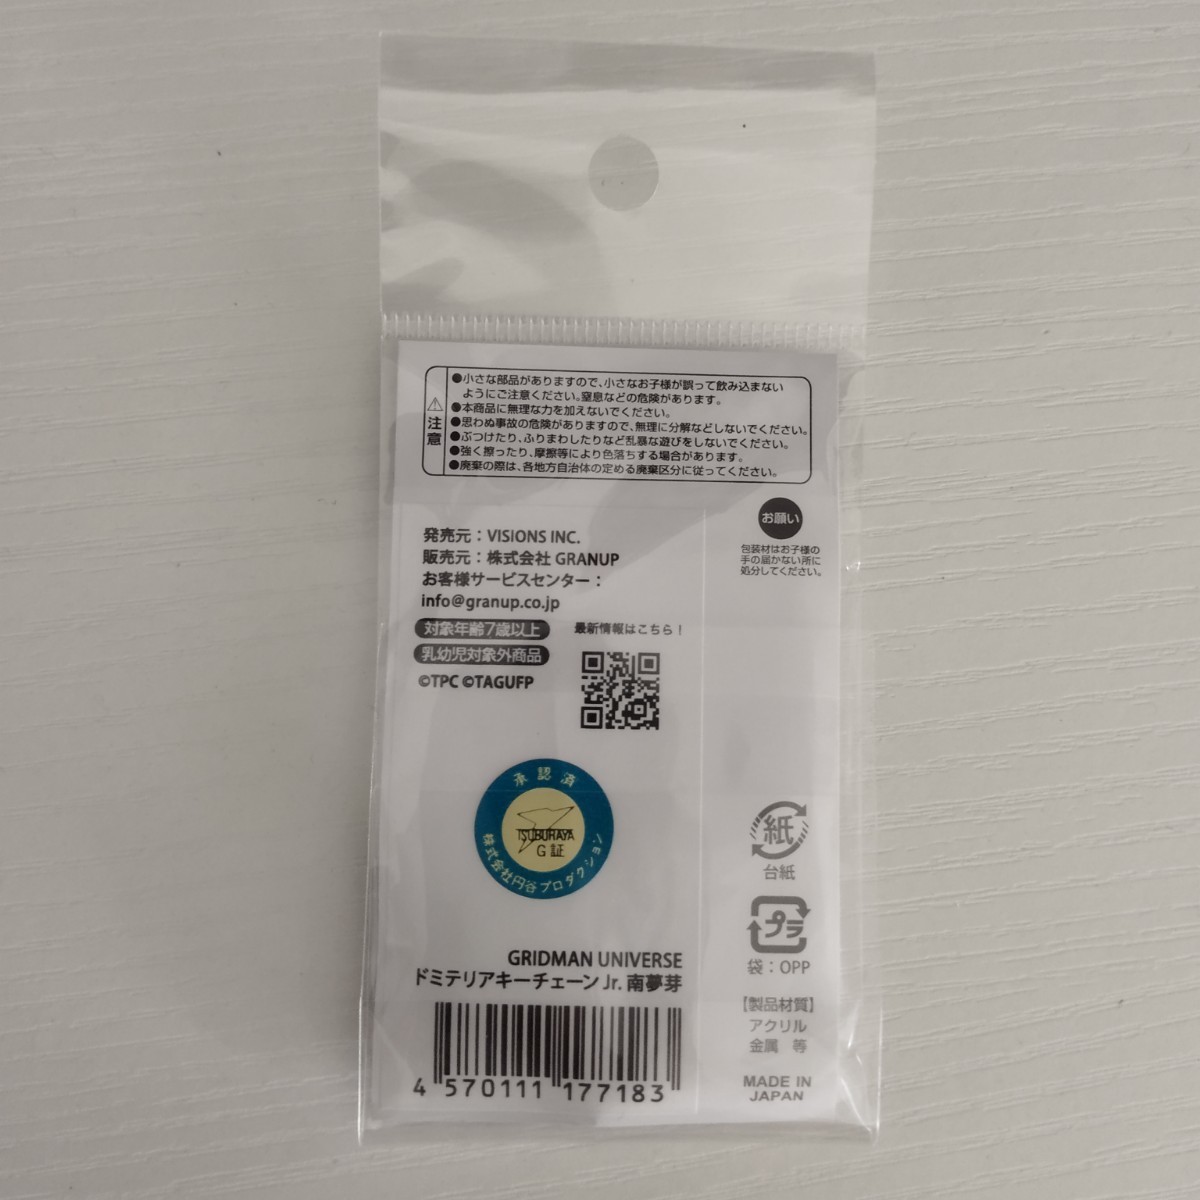 ⚠注意
●小さな部品がありますので、小さなお子様が誤って飲み込まない
ようにご注意ください。窒息などの危険があります。
●本商品に無理な力を加えないでください。
●思わぬ事故の危険がありますので、無理に分解などしないでください。
●ぶつけたり、ふりまわしたりなど乱暴な遊びをしないでください。
●強く擦ったり、摩擦等により色落ちする場合があります。
●廃棄の際は、各地方自治体の定める廃棄区分に従ってください。
お願い
包装材はお子様の
手の届かない所に
処分してください。
発売元：VISIONS INC.
販売元：株式会社 GRANUP
お客様サービスセンター：
info@granup.co.jp
対象年齢7歳以上
乳幼児対象外商品
©TPC ©TAGUFP
最新情報はこちら！
承認済
TSUBURAYA
G証
株式会社円谷プロダクション
紙
台紙
プラ
袋：OPP
【製品材質】
アクリル
金属 等
MADE IN
JAPAN
GRIDMAN UNIVERSE
ドミテリアキーチェーン Jr. 南夢芽
4 570111 177183